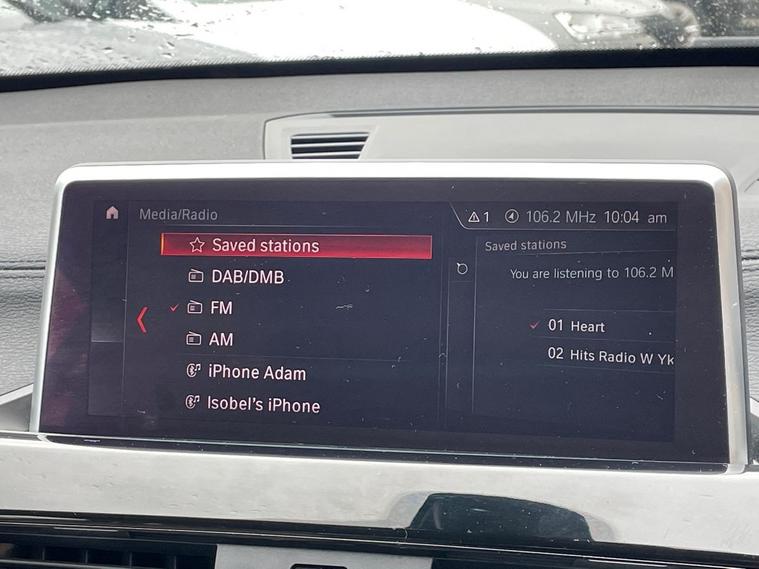 Media/Radio
1 106.2 MHz 10:04 am
Saved stations
DAB/DMB
FM
AM
iPhone Adam
Isobel's iPhone
Saved stations
You are listening to 106.2 M
01 Heart
02 Hits Radio W Yk